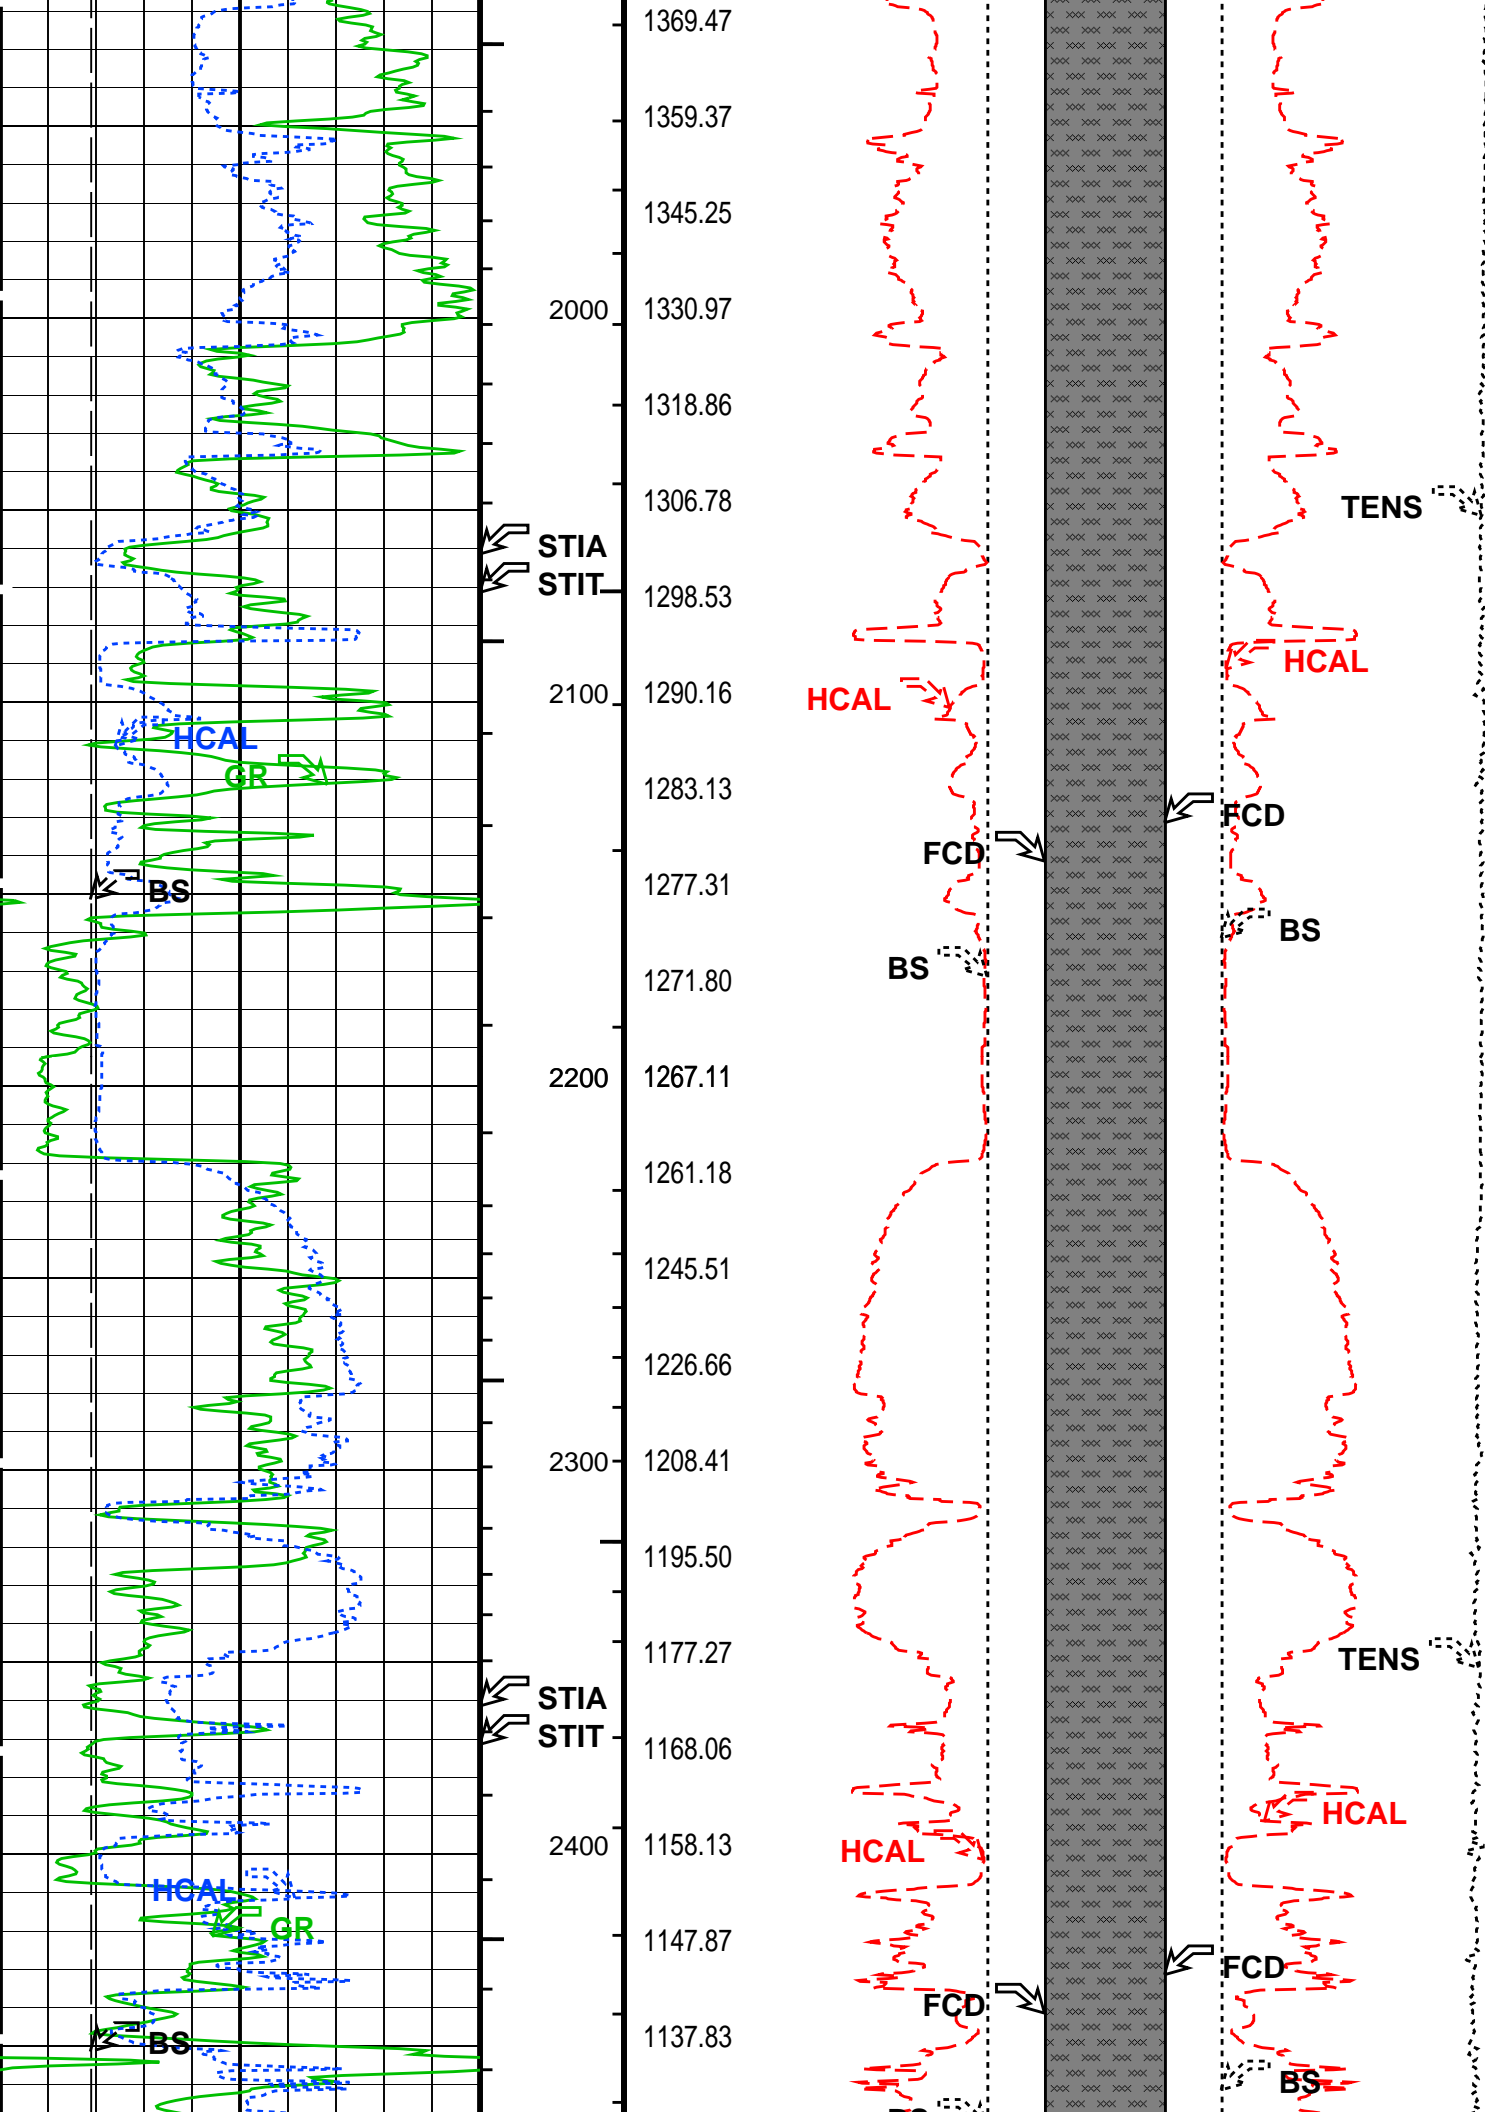 1369.47
1359.37
1345.25
2000 1330.97
1318.86
1306.78
TENS
STIA
STIT
1298.53
HCAL
2100 1290.16
HCAL
HCAL
GR
1283.13
FCD
FCD
1277.31
BS
BS
BS
1271.80
2200 1267.11
1261.18
1245.51
1226.66
2300 1208.41
1195.50
1177.27
TENS
STIA
STIT
1168.06
HCAL
2400 1158.13
HCAL
HCAL
GR
1147.87
FCD
FCD
1137.83
BS
BS